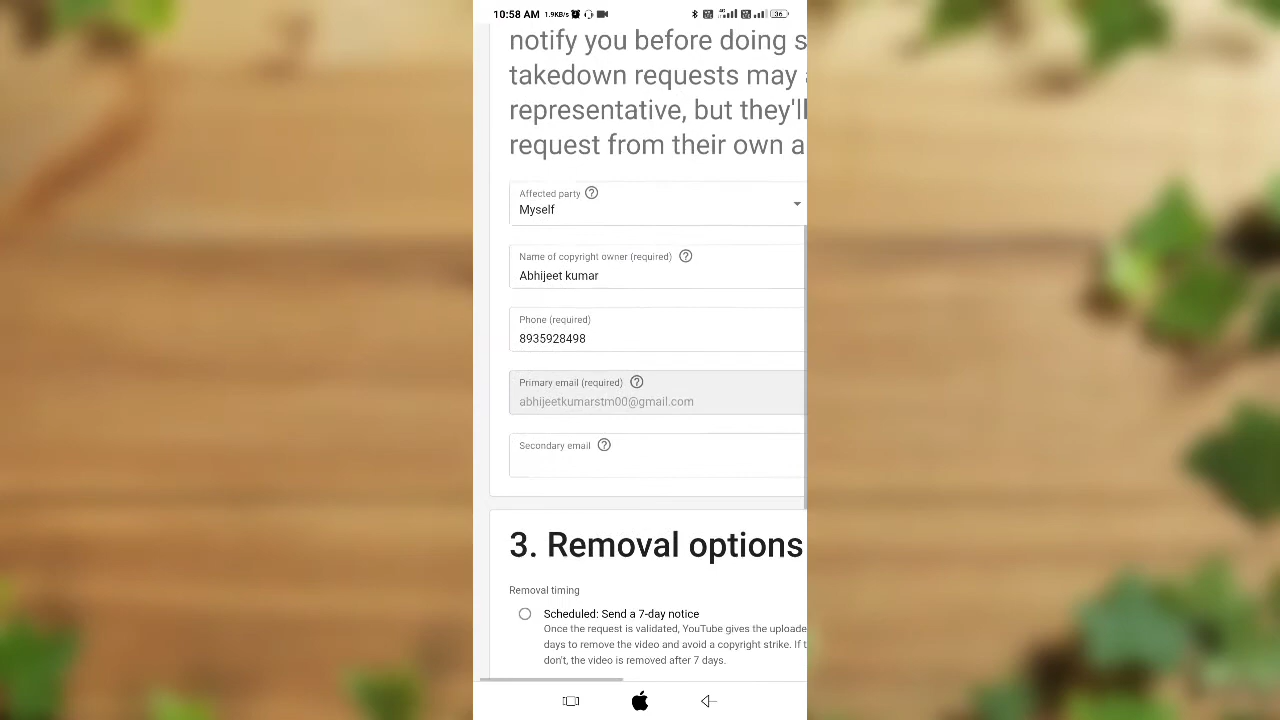 10:58 AM 1.9KB/s 36
notify you before doing s
takedown requests may a
representative, but they'll
request from their own a
Affected party
Myself
Name of copyright owner (required)
Abhijeet kumar
Phone (required)
8935928498
Primary email (required)
abhijeetkumarstm00@gmail.com
Secondary email
3. Removal options
Removal timing
Scheduled: Send a 7-day notice
Once the request is validated, YouTube gives the uploade
days to remove the video and avoid a copyright strike. If t
don't, the video is removed after 7 days.